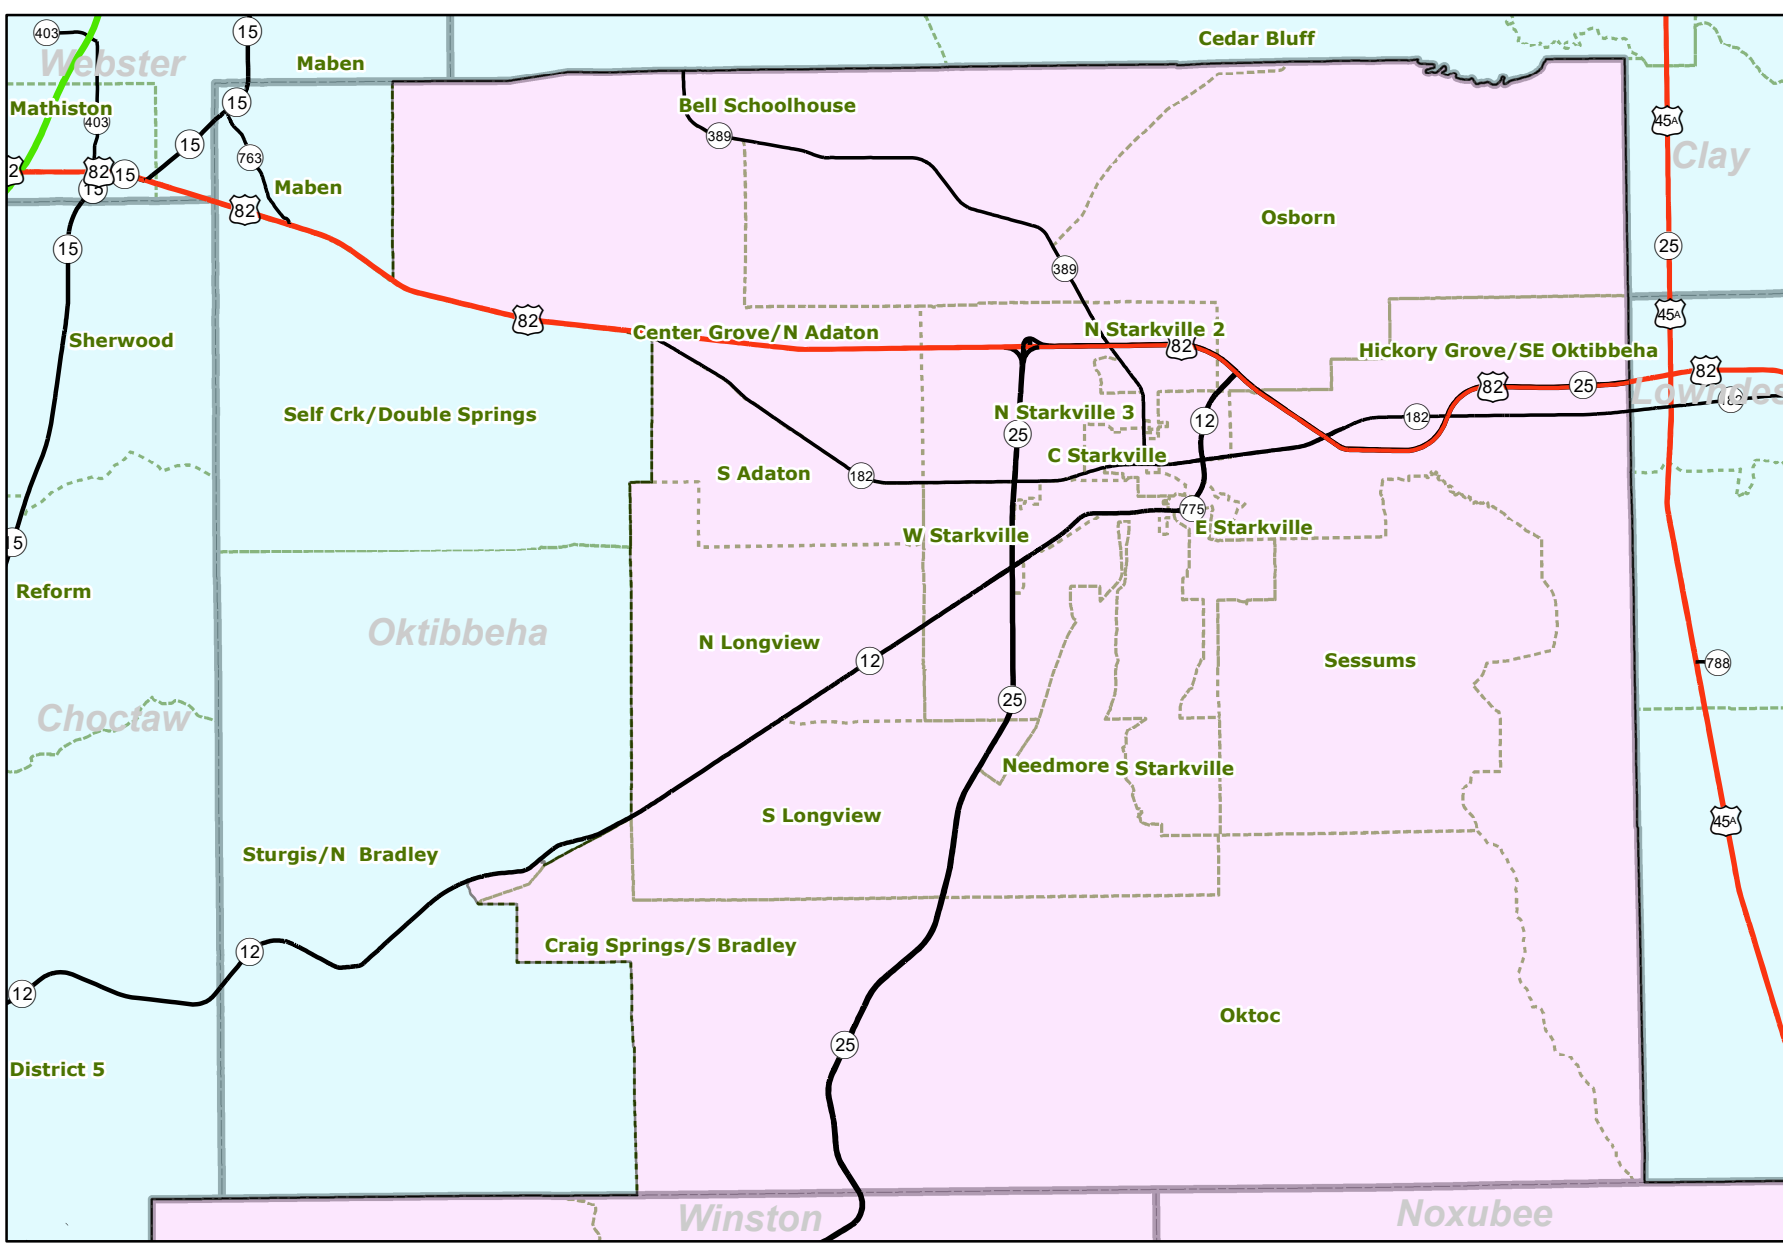 403
15
Cedar Bluff
Webster
Maben
15
Bell Schoolhouse
Mathiston
403
45A
389
15
Clay
763
2
82
15
15
Maben
82
Osborn
15
25
389
45A
82
Center Grove/N Adaton
N Starkville 2
82
Sherwood
Hickory Grove/SE Oktibbeha
82
82
25
Lowndes
182
Self Crk/Double Springs
N Starkville 3
12
182
25
C Starkville
S Adaton
182
775
E Starkville
W Starkville
15
Reform
Oktibbeha
N Longview
12
Sessums
788
25
Choctaw
Needmore
S Starkville
S Longview
45A
Sturgis/N Bradley
Craig Springs/S Bradley
12
12
Oktoc
25
District 5
Winston
Noxubee